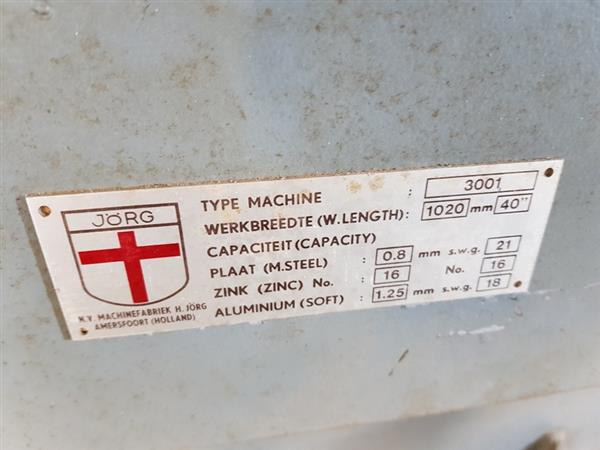 JÖRG
N.V. MACHINEFABRIEK H. JÖRG
AMERSFOORT (HOLLAND)
TYPE MACHINE : 3001
WERKBREEDTE (W. LENGTH) : 1020 mm 40"
CAPACITEIT (CAPACITY)
PLAAT (M. STEEL) : 0.8 mm s.w.g. 21
ZINK (ZINC) No. : 16 No. 16
ALUMINIUM (SOFT) : 1.25 mm s.w.g. 18